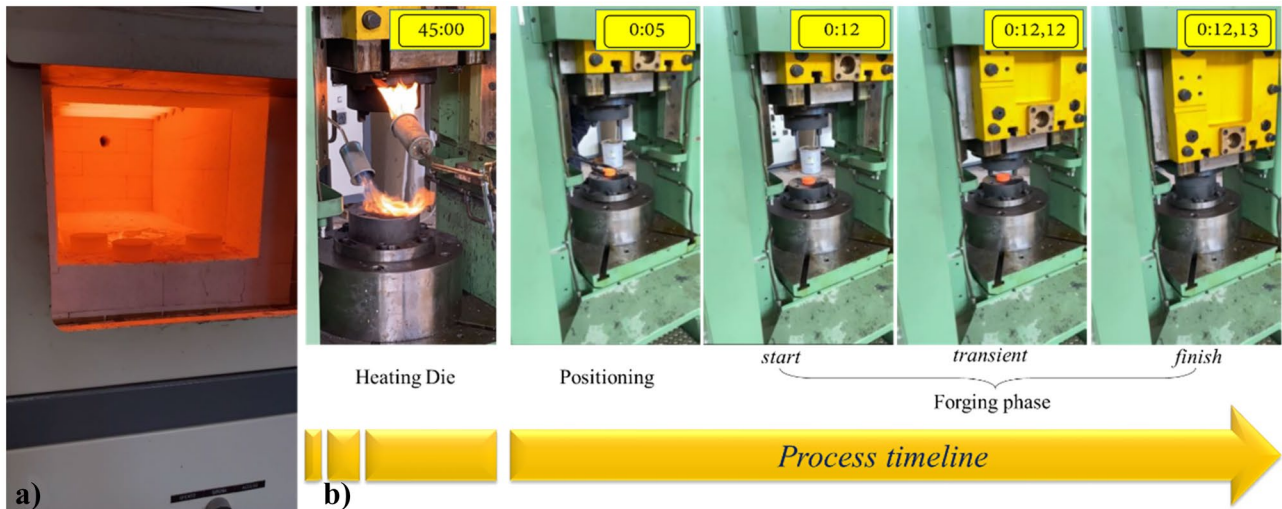 45:00
0:05
0:12
0:12,12
0:12,13
start
transient
finish
Heating Die
Positioning
Forging phase
Process timeline
a)
b)